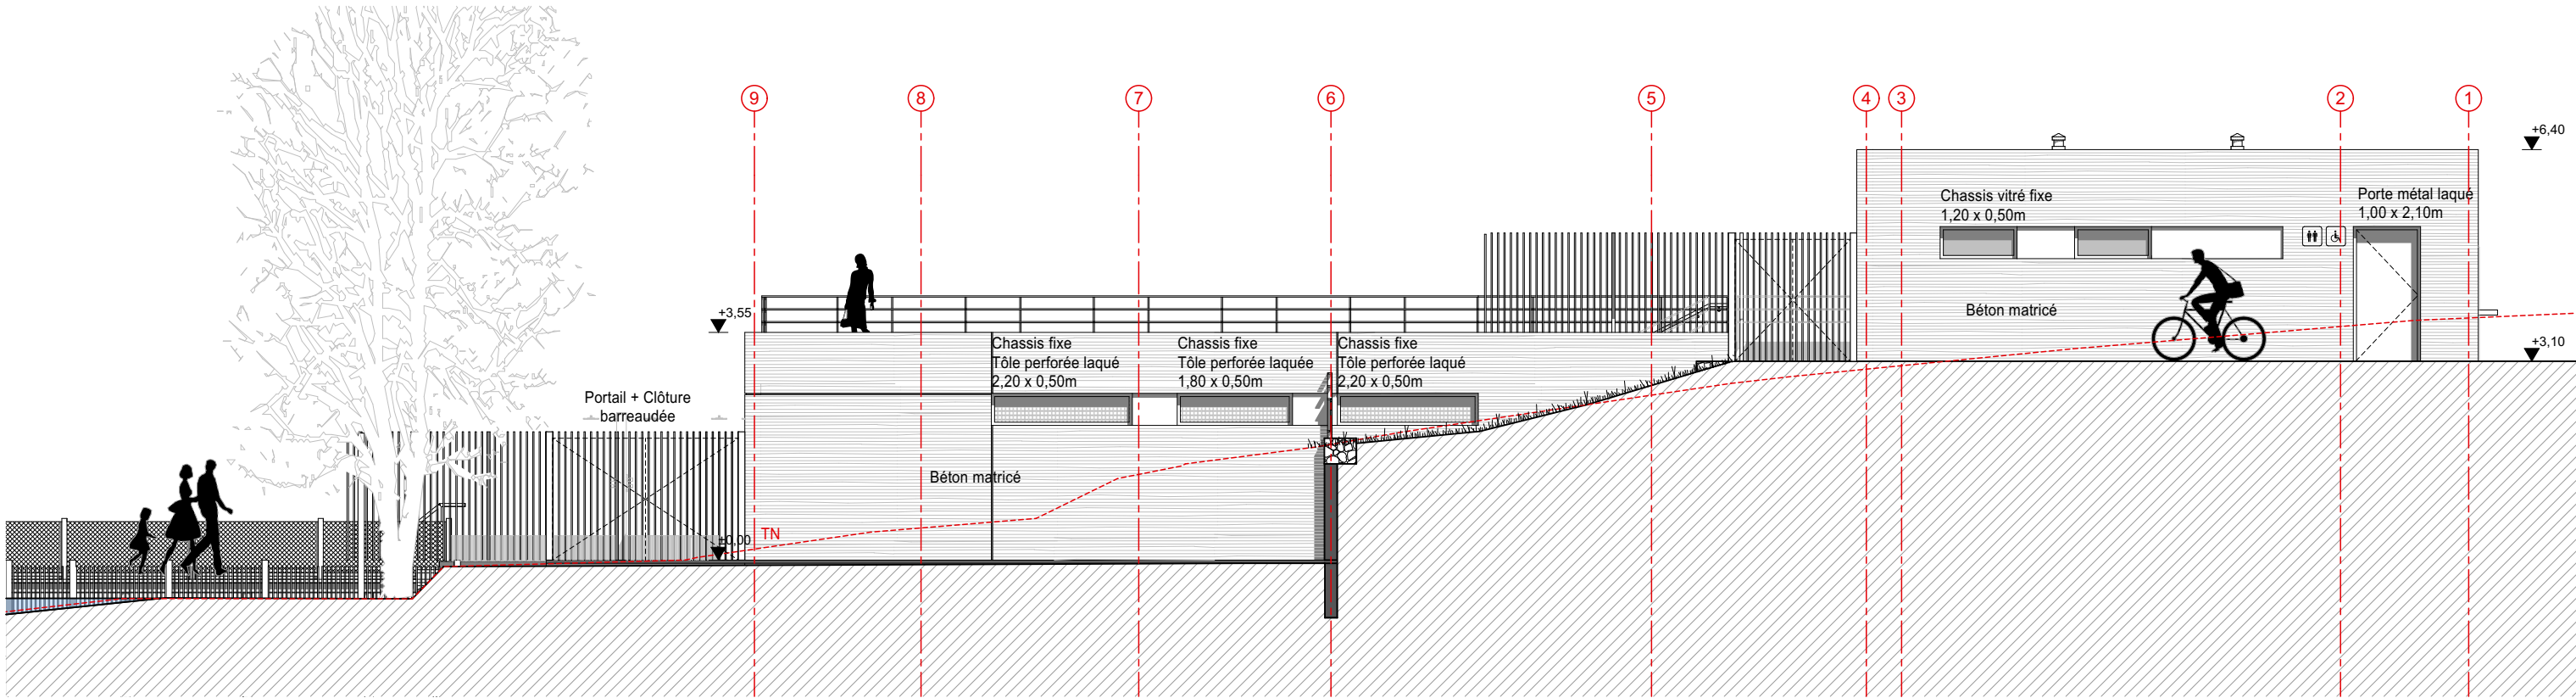 9
8
7
6
5
4
3
2
1
+6,40
Chassis vitré fixe
1,20 x 0,50m
Porte métal laqué
1,00 x 2,10m
+3,55
Béton matricé
Chassis fixe
Tôle perforée laqué
2,20 x 0,50m
Chassis fixe
Tôle perforée laquée
1,80 x 0,50m
Chassis fixe
Tôle perforée laqué
2,20 x 0,50m
+3,10
Portail + Clôture
barreaudée
Béton matricé
TN
±0,00